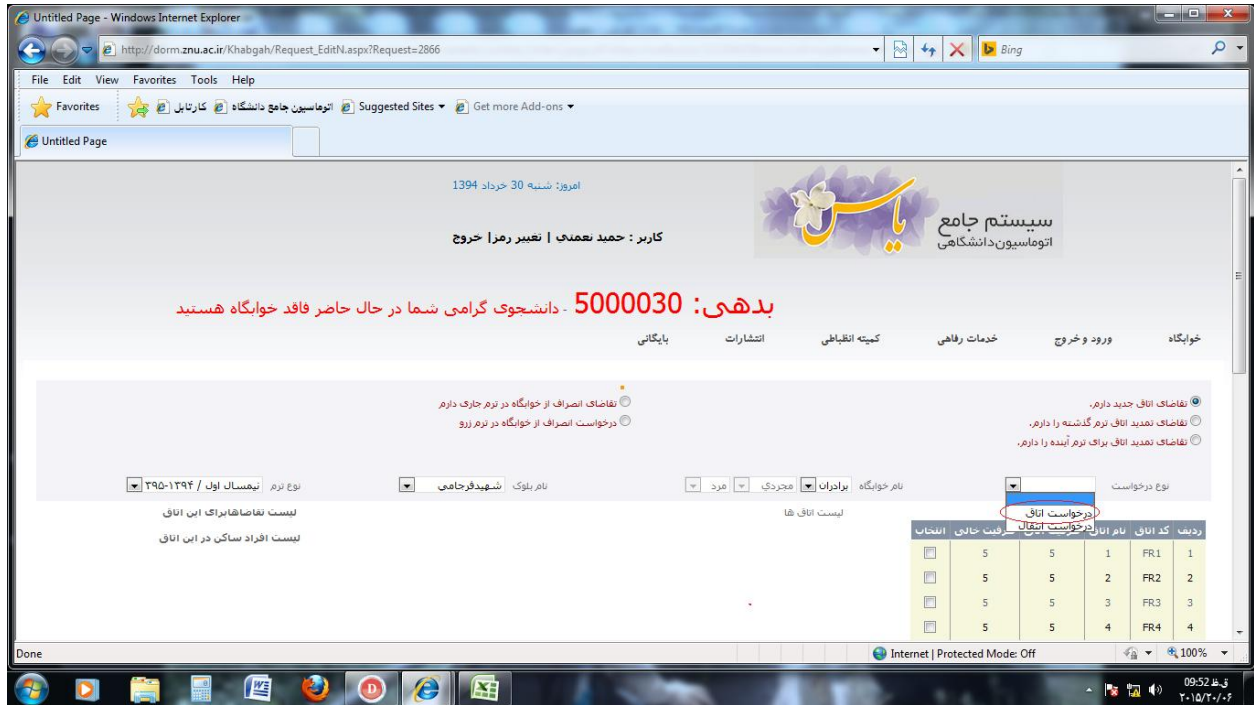 Untitled Page - Windows Internet Explorer
http://dorm.znu.ac.ir/Khabgah/Request_EditN.aspx?Request=2866
Bing
File Edit View Favorites Tools Help
Favorites
کارتابل
اتوماسیون جامع دانشگاه
Suggested Sites
Get more Add-ons
Untitled Page
امروز: شنبه 30 خرداد 1394
یاس
سیستم جامع
اتوماسیون‌دانشگاهی
کاربر : حمید نعمتي | تغییر رمز| خروج
بدهی: 5000030 - دانشجوی گرامی شما در حال حاضر فاقد خوابگاه هستید
خوابگاه ورود و خروج خدمات رفاهی کمیته انظباطی انتشارات بایگانی
تقاضای اتاق جدید دارم.
تقاضای تمدید اتاق ترم گذشته را دارم.
تقاضای تمدید اتاق برای ترم آینده را دارم.
تقاضای انصراف از خوابگاه در ترم جاری دارم
درخواست انصراف از خوابگاه در ترم رزو
نوع درخواست
درخواست اتاق
درخواست انتقال
نام خوابگاه برادران مجردي مرد
نام بلوک شهیدفرجامی
نوع ترم نیمسال اول / ۱۳۹۴-۳۹۵
لیست اتاق ها
لیست تقاضاهابرای این اتاق
لیست افراد ساکن در این اتاق
ردیف کد اتاق نام اتاق ظرفیت خالی انتخاب
1 FR1 1 5 5
2 FR2 2 5 5
3 FR3 3 5 5
4 FR4 4 5 5
Done
Internet | Protected Mode: Off
100%
09:52 ق.ظ
۲۰۱۵/۲۰/۰۶